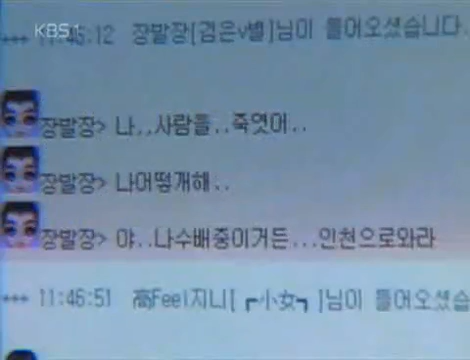 KBS1
*** 11:46:12 장발장[검은v별]님이 들어오셨습니다.
장발장> 나,,사람을..죽엿어..
장발장> 나어떻개해..
장발장> 야..나수배중이거든...인천으로와라
*** 11:46:51 高Feel지니[┏小女┓]님이 들어오셨습